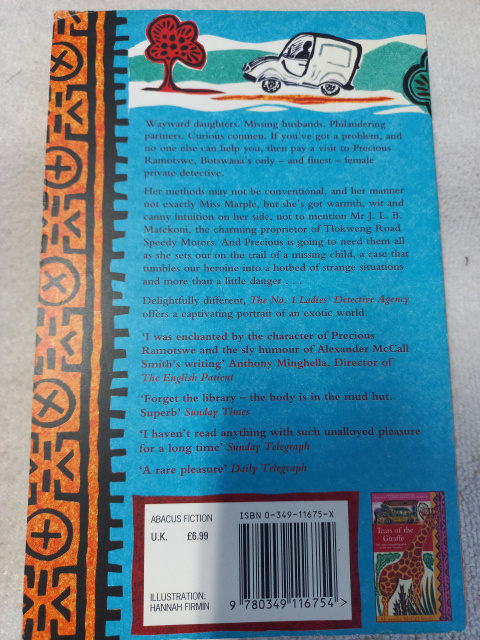 Wayward daughters. Missing husbands. Philandering
partners. Curious conmen. If you've got a problem, and
no one else can help you, then pay a visit to Precious
Ramotswe, Botswana's only – and finest – female
private detective.
Her methods may not be conventional, and her manner
not exactly Miss Marple, but she's got warmth, wit and
canny intuition on her side, not to mention Mr J. L. B.
Matekoni, the charming proprietor of Tlokweng Road
Speedy Motors. And Precious is going to need them all
as she sets out on the trail of a missing child, a case that
tumbles our heroine into a hotbed of strange situations
and more than a little danger . . .
Delightfully different, The No. 1 Ladies' Detective Agency
offers a captivating portrait of an exotic world.
'I was enchanted by the character of Precious
Ramotswe and the sly humour of Alexander McCall
Smith's writing' Anthony Minghella, Director of
The English Patient
'Forget the library – the body is in the mud hut.
Superb' Sunday Times
'I haven't read anything with such unalloyed pleasure
for a long time' Sunday Telegraph
'A rare pleasure' Daily Telegraph
ABACUS FICTION
U.K. £6.99
ILLUSTRATION:
HANNAH FIRMIN
ISBN 0-349-11675-X
9 780349 116754 >
Tears of the
Giraffe